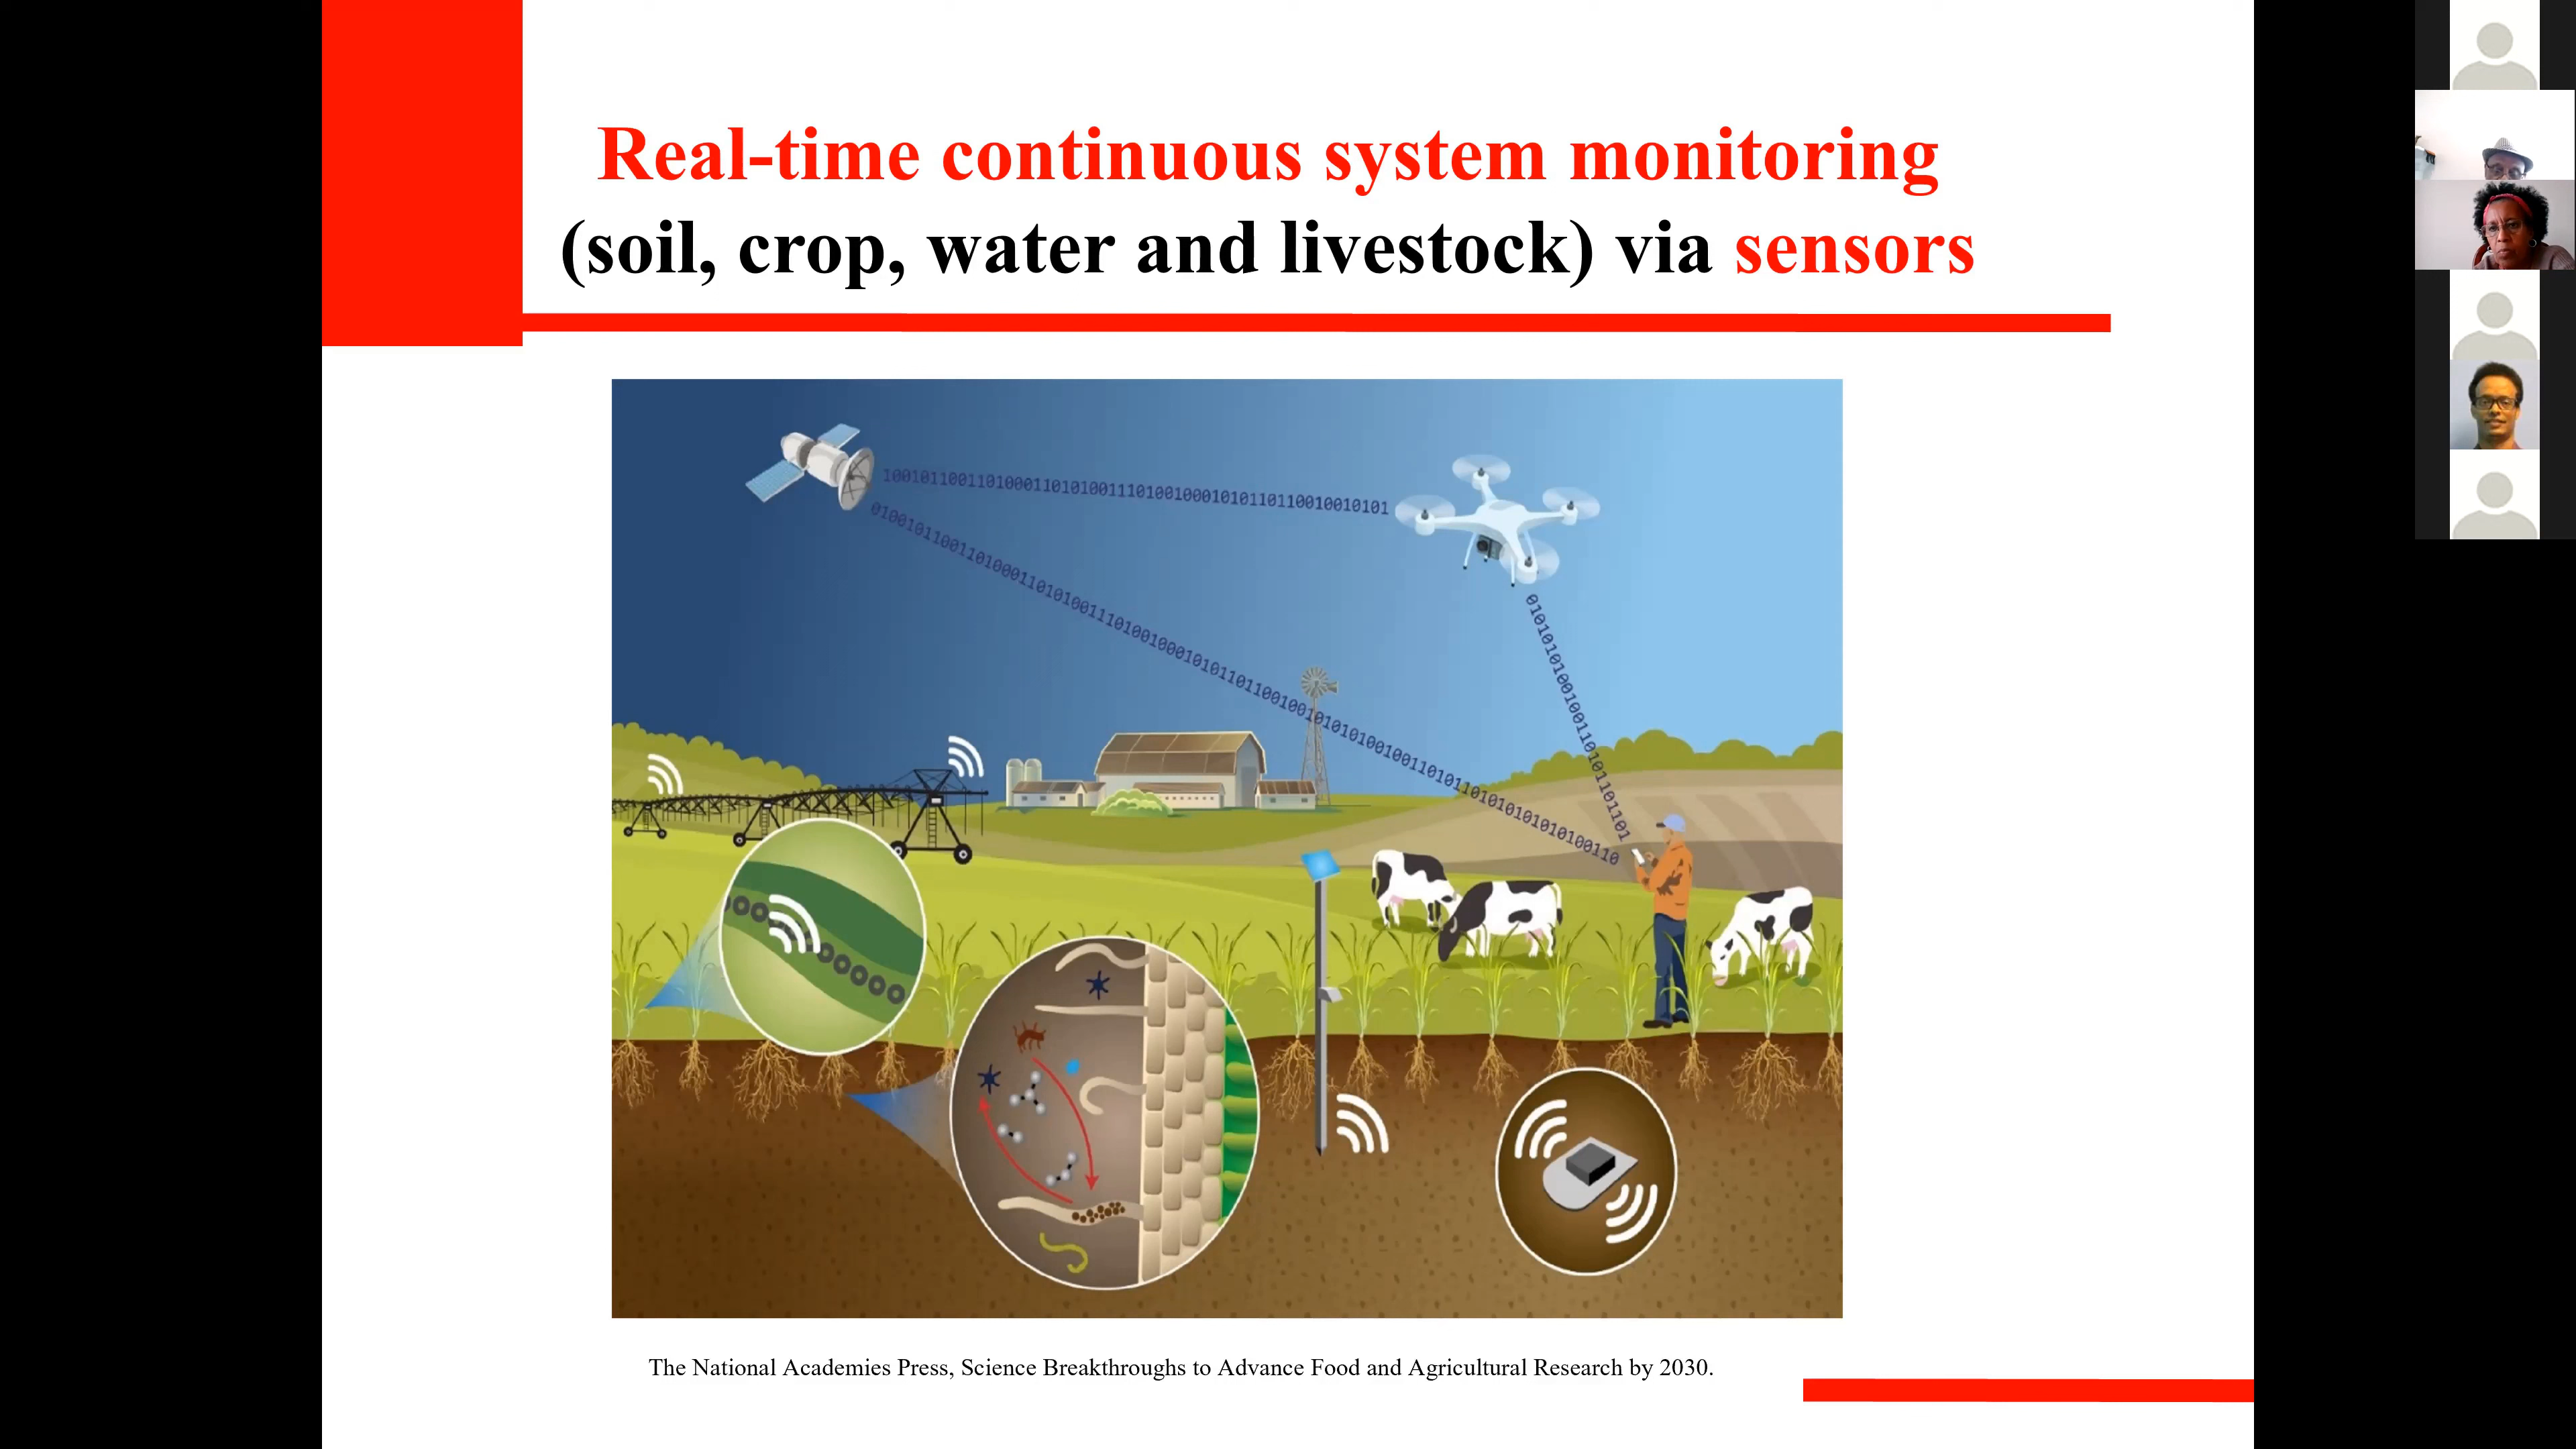 Real-time continuous system monitoring
(soil, crop, water and livestock) via sensors
The National Academies Press, Science Breakthroughs to Advance Food and Agricultural Research by 2030.